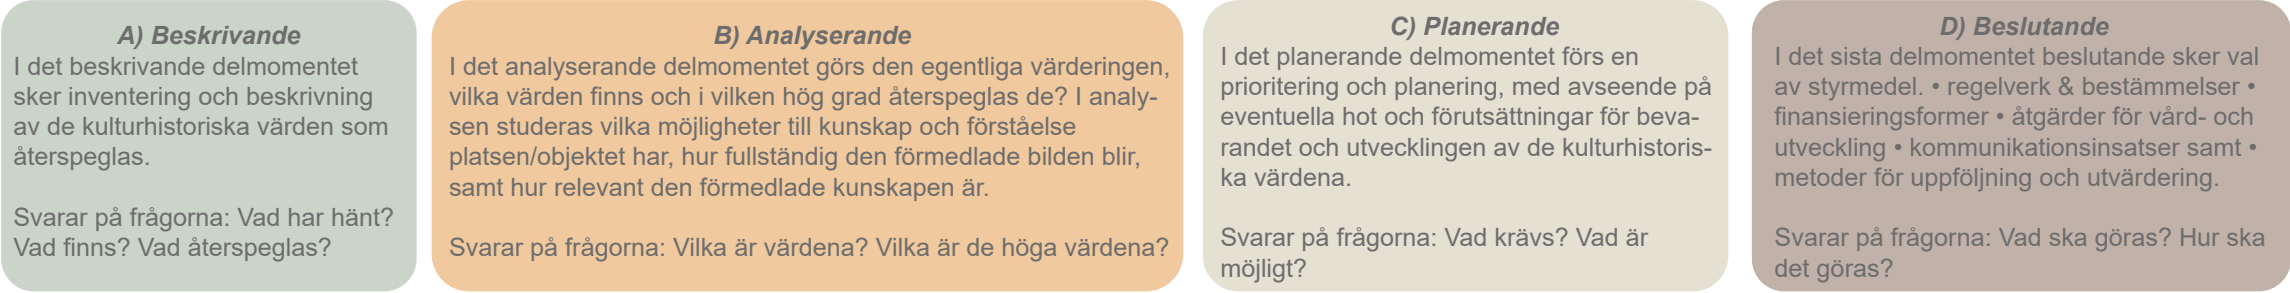 A) Beskrivande
I det beskrivande delmomentet
sker inventering och beskrivning
av de kulturhistoriska värden som
återspeglas.
Svarar på frågorna: Vad har hänt?
Vad finns? Vad återspeglas?
B) Analyserande
I det analyserande delmomentet görs den egentliga värderingen,
vilka värden finns och i vilken hög grad återspeglas de? I analy-
sen studeras vilka möjligheter till kunskap och förståelse
platsen/objektet har, hur fullständig den förmedlade bilden blir,
samt hur relevant den förmedlade kunskapen är.
Svarar på frågorna: Vilka är värdena? Vilka är de höga värdena?
C) Planerande
I det planerande delmomentet förs en
prioritering och planering, med avseende på
eventuella hot och förutsättningar för beva-
randet och utvecklingen av de kulturhistoris-
ka värdena.
Svarar på frågorna: Vad krävs? Vad är
möjligt?
D) Beslutande
I det sista delmomentet beslutande sker val
av styrmedel. • regelverk & bestämmelser •
finansieringsformer • åtgärder för vård- och
utveckling • kommunikationsinsatser samt •
metoder för uppföljning och utvärdering.
Svarar på frågorna: Vad ska göras? Hur ska
det göras?